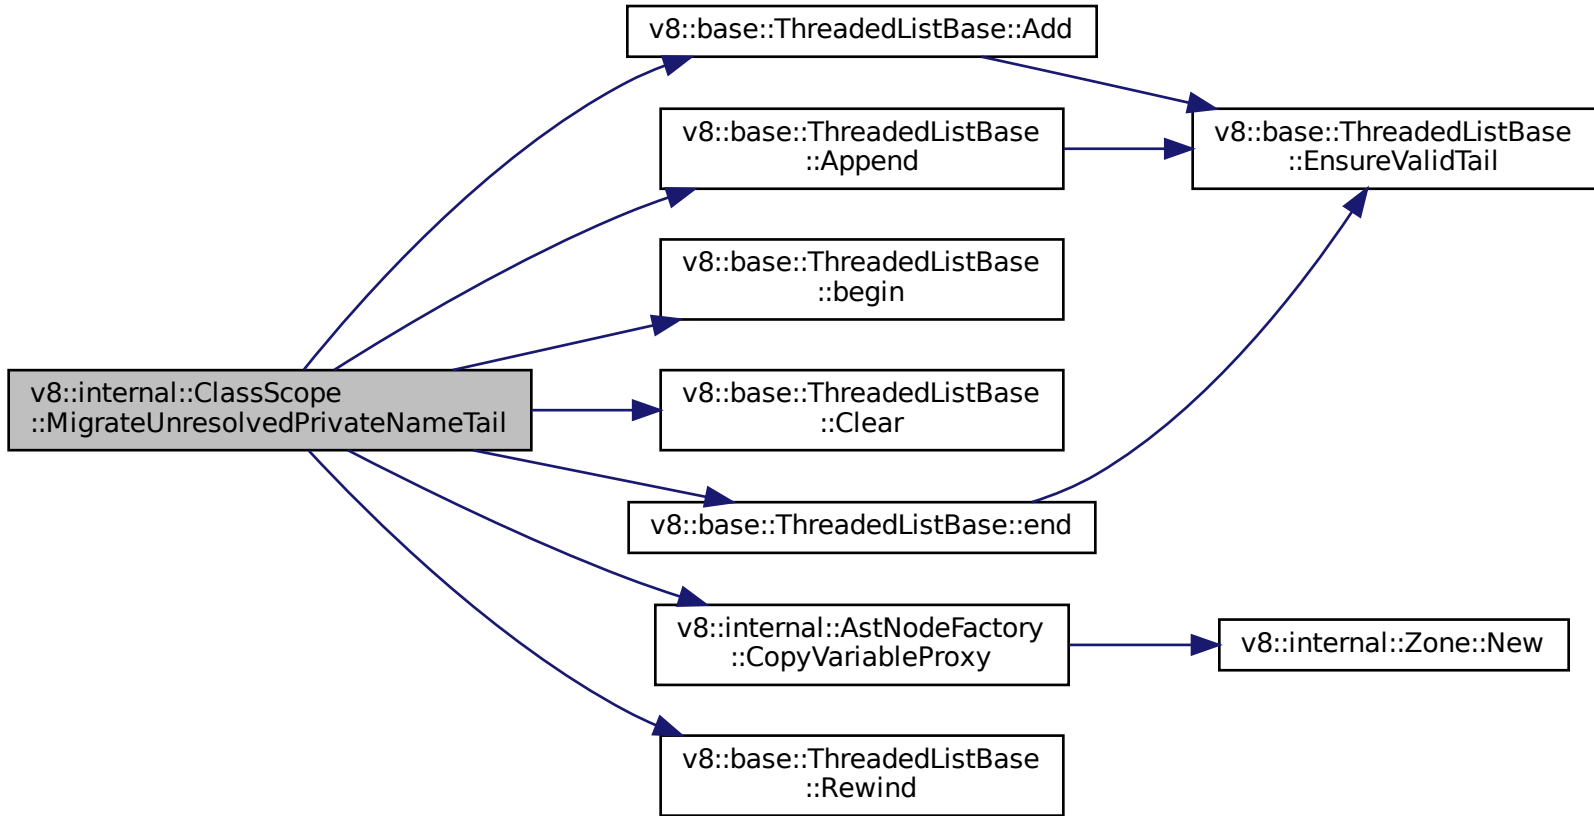 v8::base::ThreadedListBase::Add
v8::base::ThreadedListBase
::Append
v8::base::ThreadedListBase
::EnsureValidTail
v8::base::ThreadedListBase
::begin
v8::internal::ClassScope
::MigrateUnresolvedPrivateNameTail
v8::base::ThreadedListBase
::Clear
v8::base::ThreadedListBase::end
v8::internal::AstNodeFactory
::CopyVariableProxy
v8::internal::Zone::New
v8::base::ThreadedListBase
::Rewind